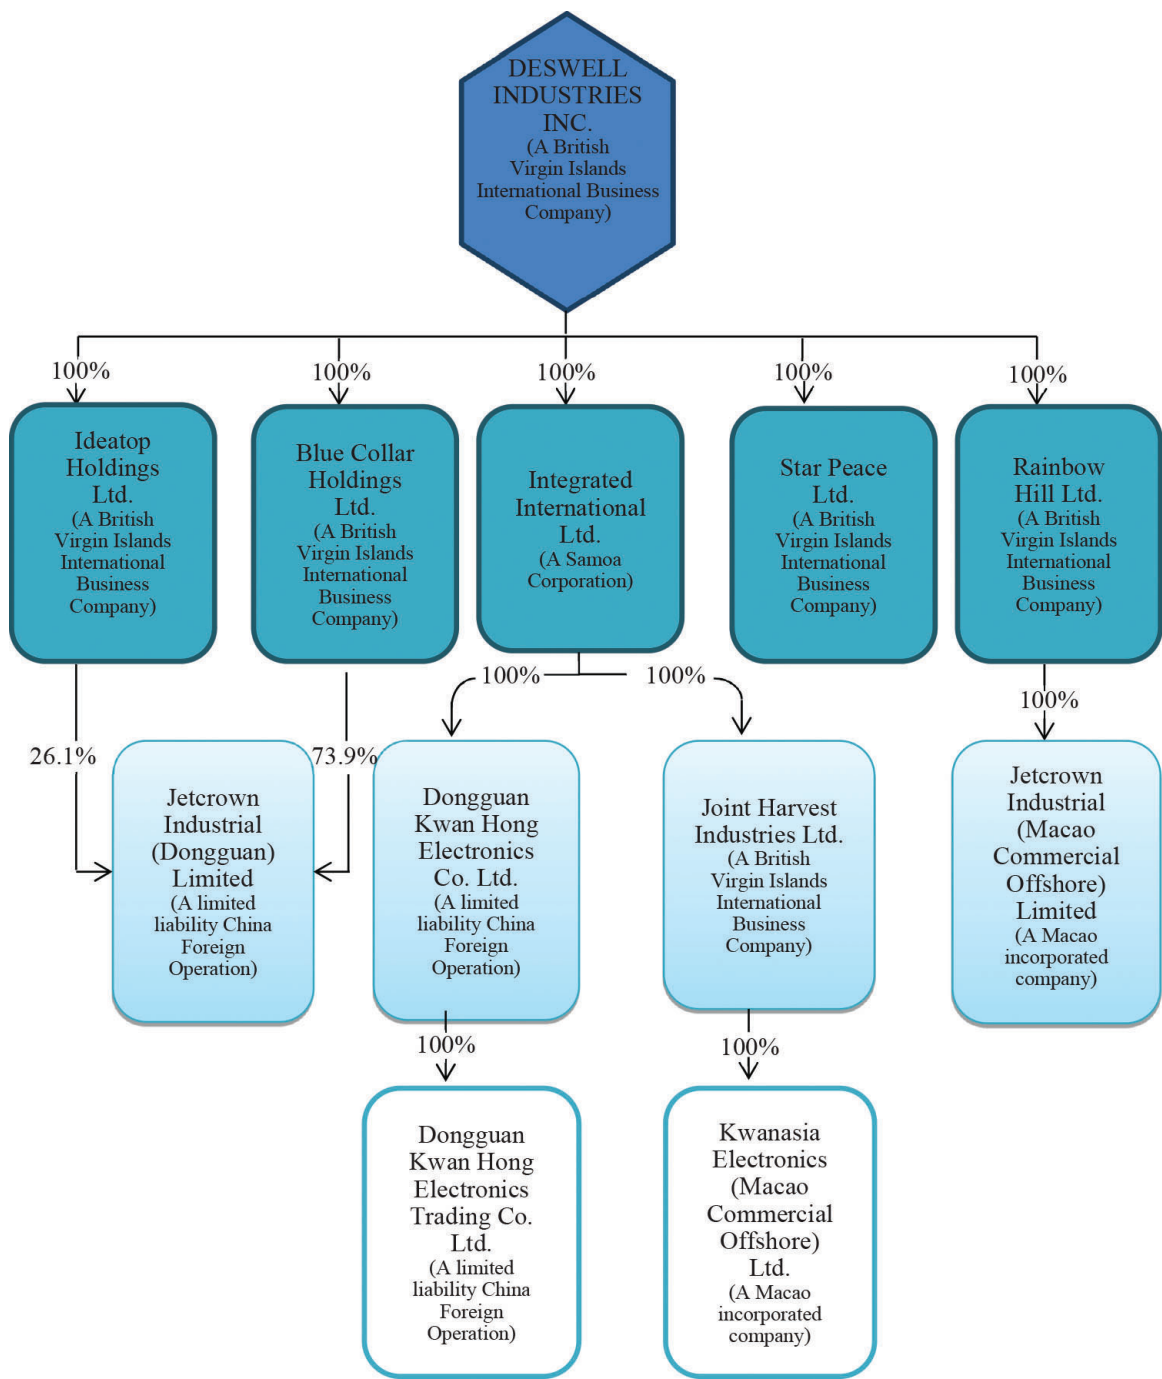 DESWELL
INDUSTRIES
INC.
(A British
Virgin Islands
International Business
Company)
100%
100%
100%
100%
100%
Ideatop
Holdings
Ltd.
(A British
Virgin Islands
International
Business
Company)
Blue Collar
Holdings
Ltd.
(A British
Virgin Islands
International
Business
Company)
Integrated
International
Ltd.
(A Samoa
Corporation)
Star Peace
Ltd.
(A British
Virgin Islands
International
Business
Company)
Rainbow
Hill Ltd.
(A British
Virgin Islands
International
Business
Company)
26.1%
73.9%
100%
100%
100%
Jetcrown
Industrial
(Dongguan)
Limited
(A limited
liability China
Foreign
Operation)
Dongguan
Kwan Hong
Electronics
Co. Ltd.
(A limited
liability China
Foreign
Operation)
Joint Harvest
Industries Ltd.
(A British
Virgin Islands
International
Business
Company)
Jetcrown
Industrial
(Macao
Commercial
Offshore)
Limited
(A Macao
incorporated
company)
100%
100%
Dongguan
Kwan Hong
Electronics
Trading Co.
Ltd.
(A limited
liability China
Foreign
Operation)
Kwanasia
Electronics
(Macao
Commercial
Offshore)
Ltd.
(A Macao
incorporated
company)